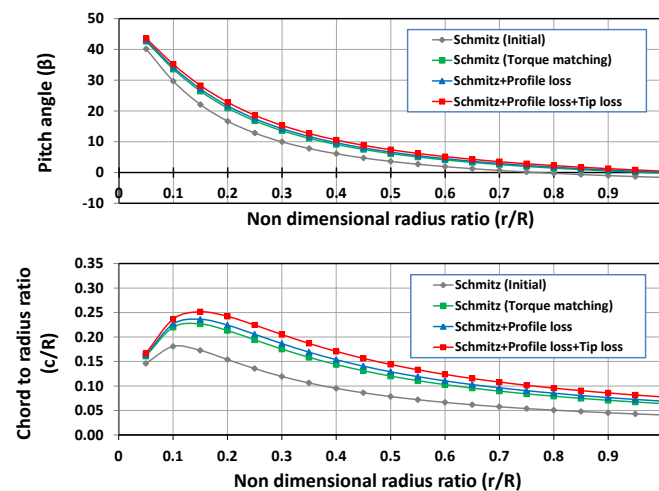 50
40
30
20
10
0
-10
Pitch angle (β)
Schmitz (Initial)
Schmitz (Torque matching)
Schmitz+Profile loss
Schmitz+Profile loss+Tip loss
0 0.1 0.2 0.3 0.4 0.5 0.6 0.7 0.8 0.9
Non dimensional radius ratio (r/R)
0.35
0.30
0.25
0.20
0.15
0.10
0.05
0.00
Chord to radius ratio
(c/R)
Schmitz (Initial)
Schmitz (Torque matching)
Schmitz+Profile loss
Schmitz+Profile loss+Tip loss
0 0.1 0.2 0.3 0.4 0.5 0.6 0.7 0.8 0.9
Non dimensional radius ratio (r/R)